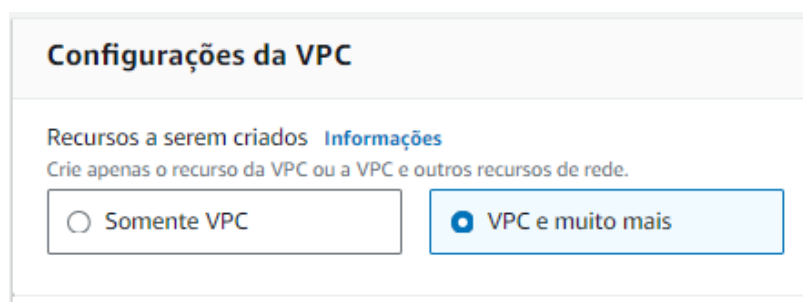 Configurações da VPC
Recursos a serem criados Informações
Crie apenas o recurso da VPC ou a VPC e outros recursos de rede.
Somente VPC
VPC e muito mais